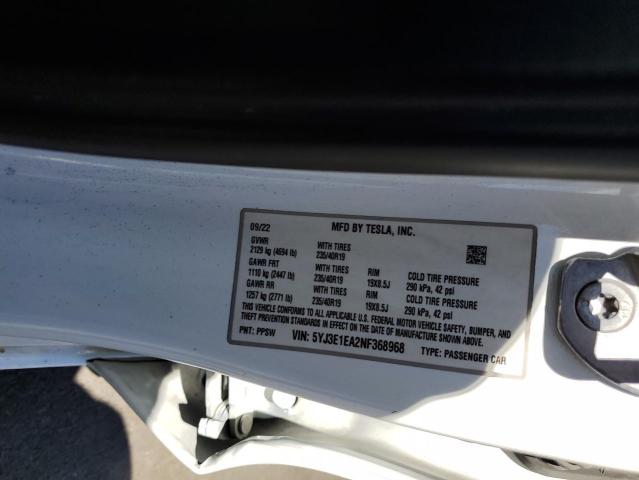 MFD BY TESLA, INC.
09/22
GVWR WITH TIRES
2129 kg (4694 lb) 235/40R19
GAWR FRT WITH TIRES RIM COLD TIRE PRESSURE
1110 kg (2447 lb) 235/40R19 19X8.5J 290 kPa, 42 psi
GAWR RR WITH TIRES RIM COLD TIRE PRESSURE
1257 kg (2771 lb) 235/40R19 19X8.5J 290 kPa, 42 psi
THIS VEHICLE CONFORMS TO ALL APPLICABLE U.S. FEDERAL MOTOR VEHICLE SAFETY, BUMPER, AND
THEFT PREVENTION STANDARDS IN EFFECT ON THE DATE OF MANUFACTURE SHOWN ABOVE.
PNT: PPSW VIN: 5YJ3E1EA2NF368968 TYPE: PASSENGER CAR